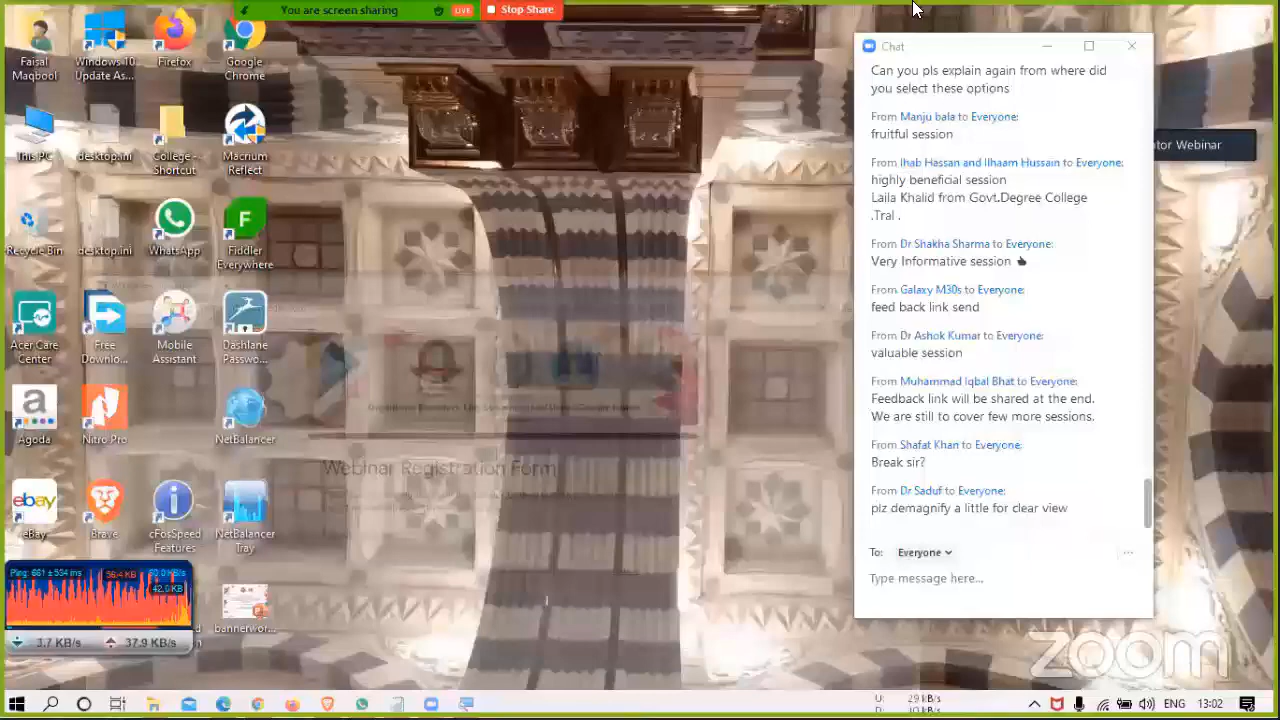 You are screen sharing
LIVE
Stop Share
Faisal
Maqbool
Windows 10
Update As...
Firefox
Google
Chrome
This PC
desktop.ini
College -
Shortcut
Macrium
Reflect
Recycle Bin
desktop.ini
WhatsApp
F
Fiddler
Everywhere
Acer Care
Center
Free
Downlo...
Mobile
Assistant
Dashlane
Passwo...
a
Agoda
Nitro Pro
NetBalancer
ebay
eBay
Brave
cFosSpeed
Features
NetBalancer
Tray
bannerwor...
3.7 KB/s
37.9 KB/s
Webinar Registration Form
Chat
Can you pls explain again from where did
you select these options
From Manju bala to Everyone:
fruitful session
From Ihab Hassan and Ilhaam Hussain to Everyone:
highly beneficial session
Laila Khalid from Govt.Degree College
.Tral .
From Dr Shakha Sharma to Everyone:
Very Informative session
From Galaxy M30s to Everyone:
feed back link send
From Dr Ashok Kumar to Everyone:
valuable session
From Muhammad Iqbal Bhat to Everyone:
Feedback link will be shared at the end.
We are still to cover few more sessions.
From Shafat Khan to Everyone:
Break sir?
From Dr Saduf to Everyone:
plz demagnify a little for clear view
To: Everyone
Type message here...
ator Webinar
zoom
U:
ENG
13:02